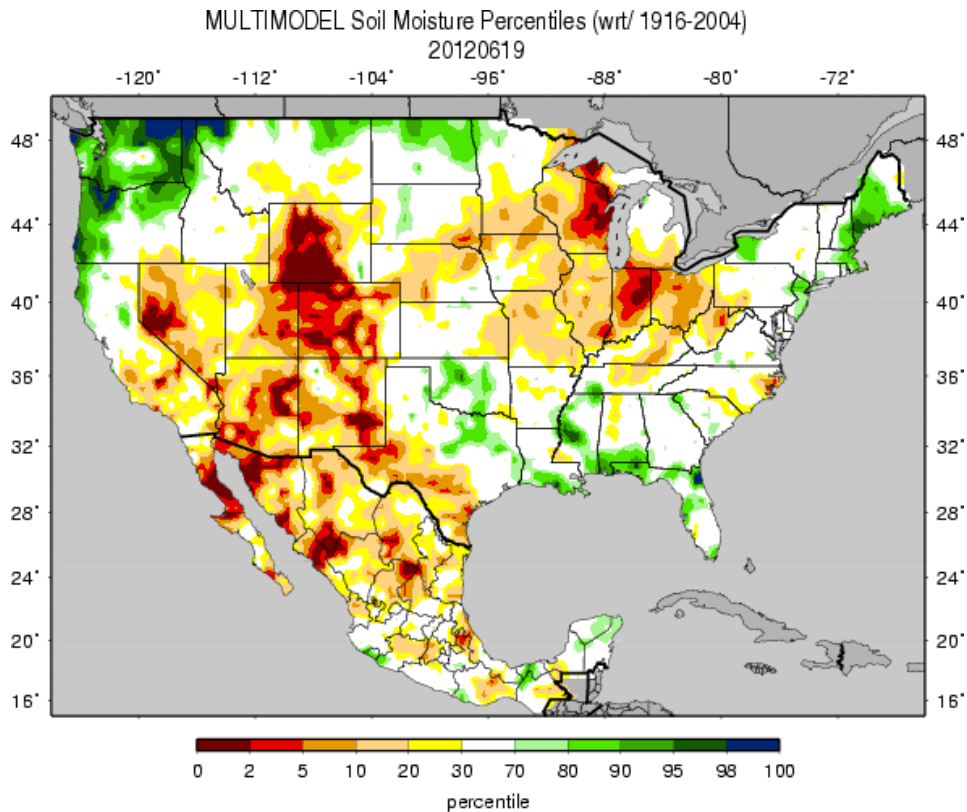 MULTIMODEL Soil Moisture Percentiles (wrt/ 1916-2004)
20120619
-120° -112° -104° -96° -88° -80° -72°
48° 48°
44° 44°
40° 40°
36° 36°
32° 32°
28° 28°
24° 24°
20° 20°
16° 16°
0 2 5 10 20 30 70 80 90 95 98 100
percentile